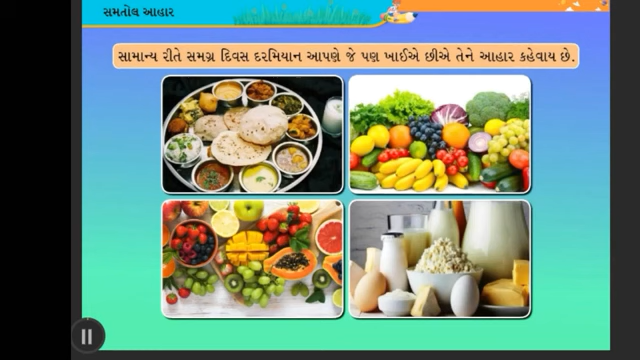 સમતોલ આહાર
સામાન્ય રીતે સમગ્ર દિવસ દરમિયાન આપણે જે પણ ખાઈએ છીએ તેને આહાર કહેવાય છે.